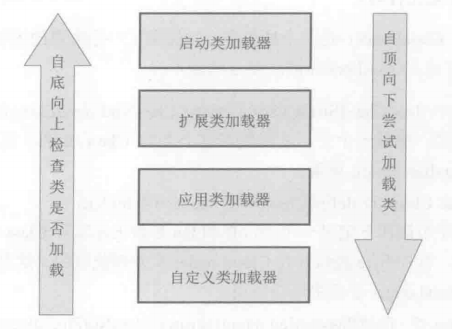 自底向上检查类是否加载
启动类加载器
扩展类加载器
应用类加载器
自定义类加载器
自顶向下尝试加载类